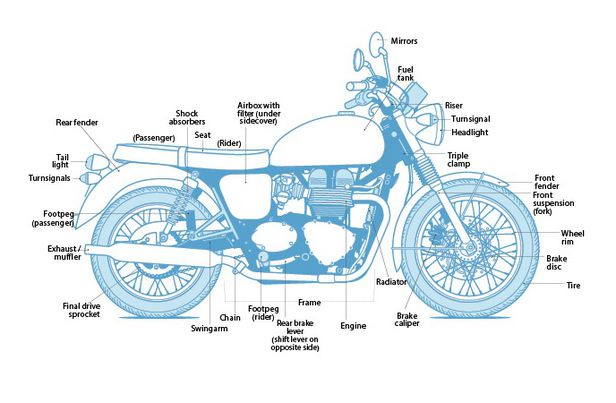 Mirrors
Fuel
tank
Riser
Turnsignal
Headlight
Triple
clamp
Front
fender
Front
suspension
(fork)
Wheel
rim
Brake
disc
Tire
Radiator
Brake
caliper
Engine
Frame
Rear brake
lever
(shift lever on
opposite side)
Footpeg
(rider)
Chain
Swingarm
Final drive
sprocket
Exhaust /
muffler
Footpeg
(passenger)
Turnsignals
Tail
light
Rear fender
Shock
absorbers
(Passenger)
Seat
(Rider)
Airbox with
filter (under
sidecover)